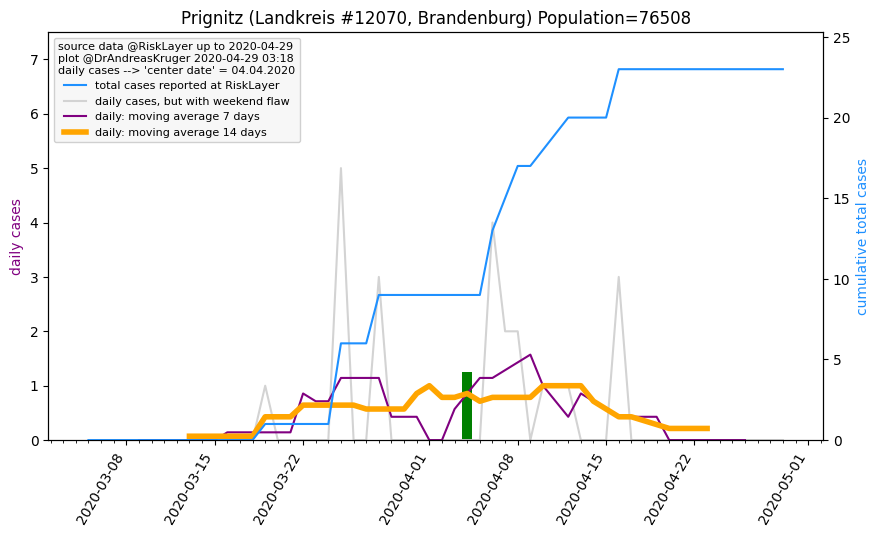 Prignitz (Landkreis #12070, Brandenburg) Population=76508
source data @RiskLayer up to 2020-04-29
plot @DrAndreasKruger 2020-04-29 03:18
daily cases --> 'center date' = 04.04.2020
total cases reported at RiskLayer
daily cases, but with weekend flaw
daily: moving average 7 days
daily: moving average 14 days
daily cases
7
6
5
4
3
2
1
0
25
20
15
10
5
0
cumulative total cases
2020-03-08
2020-03-15
2020-03-22
2020-04-01
2020-04-08
2020-04-15
2020-04-22
2020-05-01